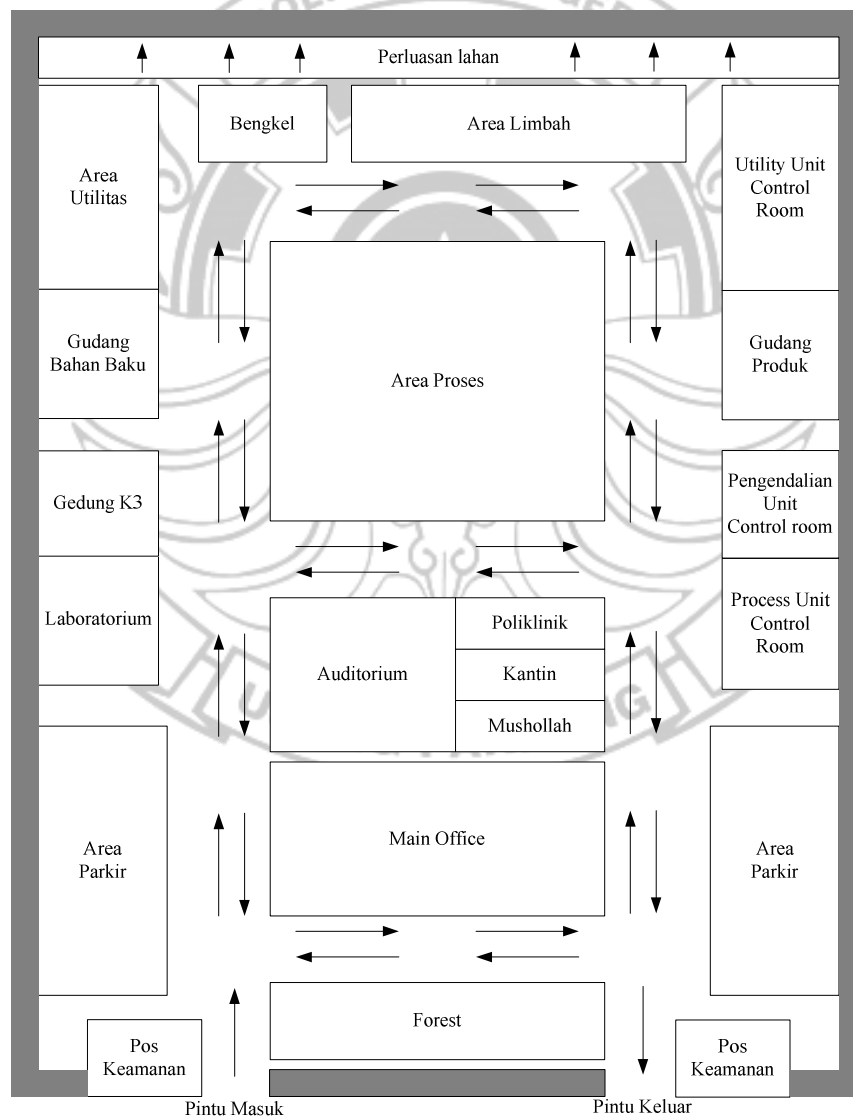 Perluasan lahan
Bengkel
Area Limbah
Area
Utilitas
Utility Unit
Control
Room
Gudang
Bahan Baku
Area Proses
Gudang
Produk
Gedung K3
Pengendalian
Unit
Control room
Laboratorium
Process Unit
Control
Room
Auditorium
Poliklinik
Kantin
Mushollah
Area
Parkir
Main Office
Area
Parkir
Forest
Pos
Keamanan
Pos
Keamanan
Pintu Masuk
Pintu Keluar